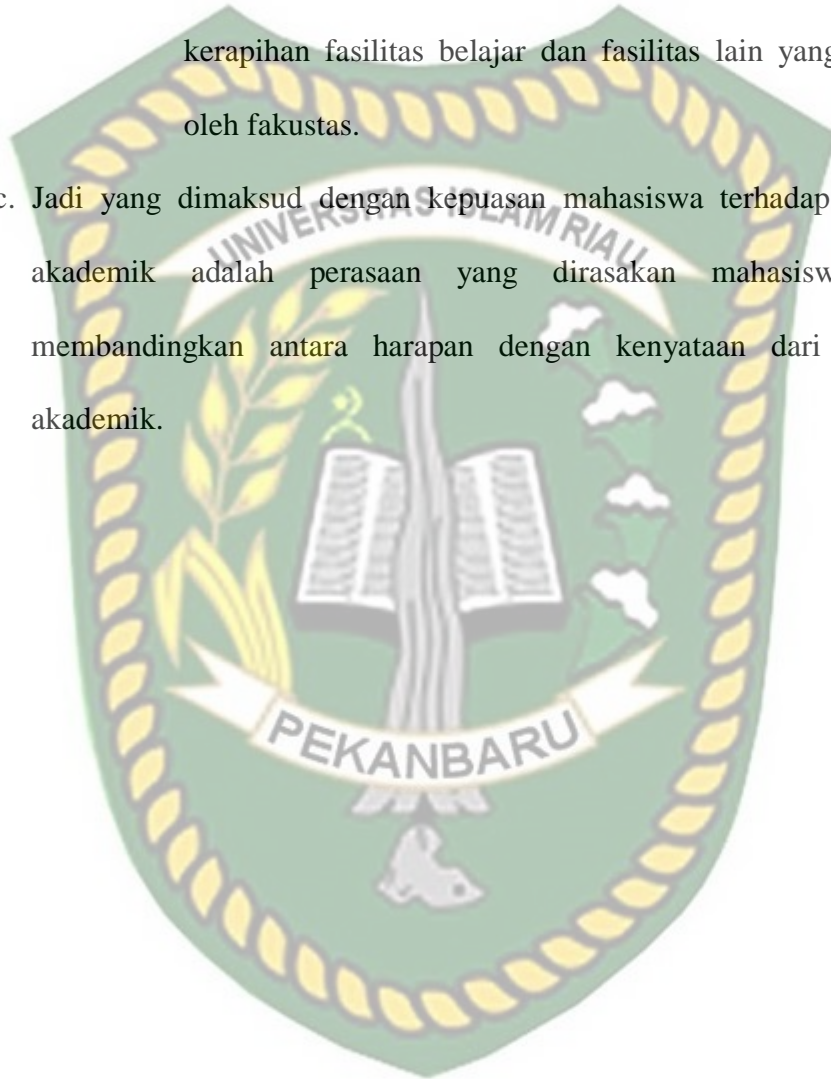 kerapihan fasilitas belajar dan fasilitas lain yang
oleh fakustas.
c. Jadi yang dimaksud dengan kepuasan mahasiswa terhadap
akademik adalah perasaan yang dirasakan mahasisw
membandingkan antara harapan dengan kenyataan dari
akademik.
UNIVERSITAS ISLAM RIAU
PEKANBARU